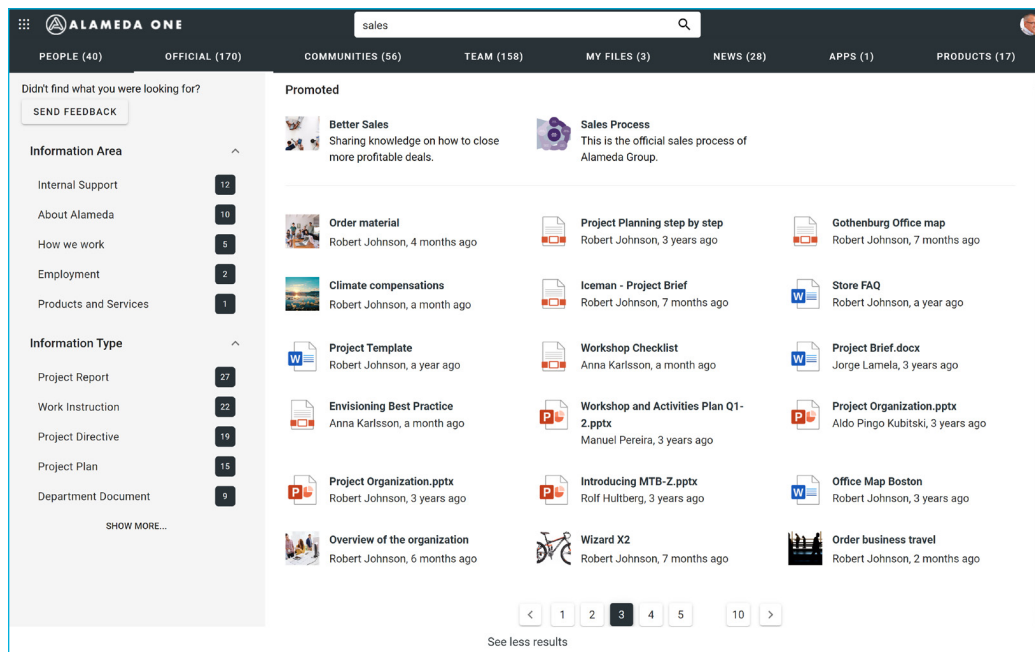 ALAMEDA ONE
sales
PEOPLE (40) OFFICIAL (170) COMMUNITIES (56) TEAM (158) MY FILES (3) NEWS (28) APPS (1) PRODUCTS (17)
Didn't find what you were looking for?
SEND FEEDBACK
Information Area
Internal Support 12
About Alameda 10
How we work 5
Employment 2
Products and Services 1
Information Type
Project Report 27
Work Instruction 22
Project Directive 19
Project Plan 15
Department Document 9
SHOW MORE...
Promoted
Better Sales
Sharing knowledge on how to close
more profitable deals.
Sales Process
This is the official sales process of
Alameda Group.
Order material
Robert Johnson, 4 months ago
Project Planning step by step
Robert Johnson, 3 years ago
Gothenburg Office map
Robert Johnson, 7 months ago
Climate compensations
Robert Johnson, a month ago
Iceman - Project Brief
Robert Johnson, 7 months ago
Store FAQ
Robert Johnson, a year ago
Project Template
Robert Johnson, a year ago
Workshop Checklist
Anna Karlsson, a month ago
Project Brief.docx
Jorge Lamela, 3 years ago
Envisioning Best Practice
Anna Karlsson, a month ago
Workshop and Activities Plan Q1-
2.pptx
Manuel Pereira, 3 years ago
Project Organization.pptx
Aldo Pingo Kubitski, 3 years ago
Project Organization.pptx
Robert Johnson, 3 years ago
Introducing MTB-Z.pptx
Rolf Hultberg, 3 years ago
Office Map Boston
Robert Johnson, 3 years ago
Overview of the organization
Robert Johnson, 6 months ago
Wizard X2
Robert Johnson, 7 months ago
Order business travel
Robert Johnson, 2 months ago
< 1 2 3 4 5 10 >
See less results